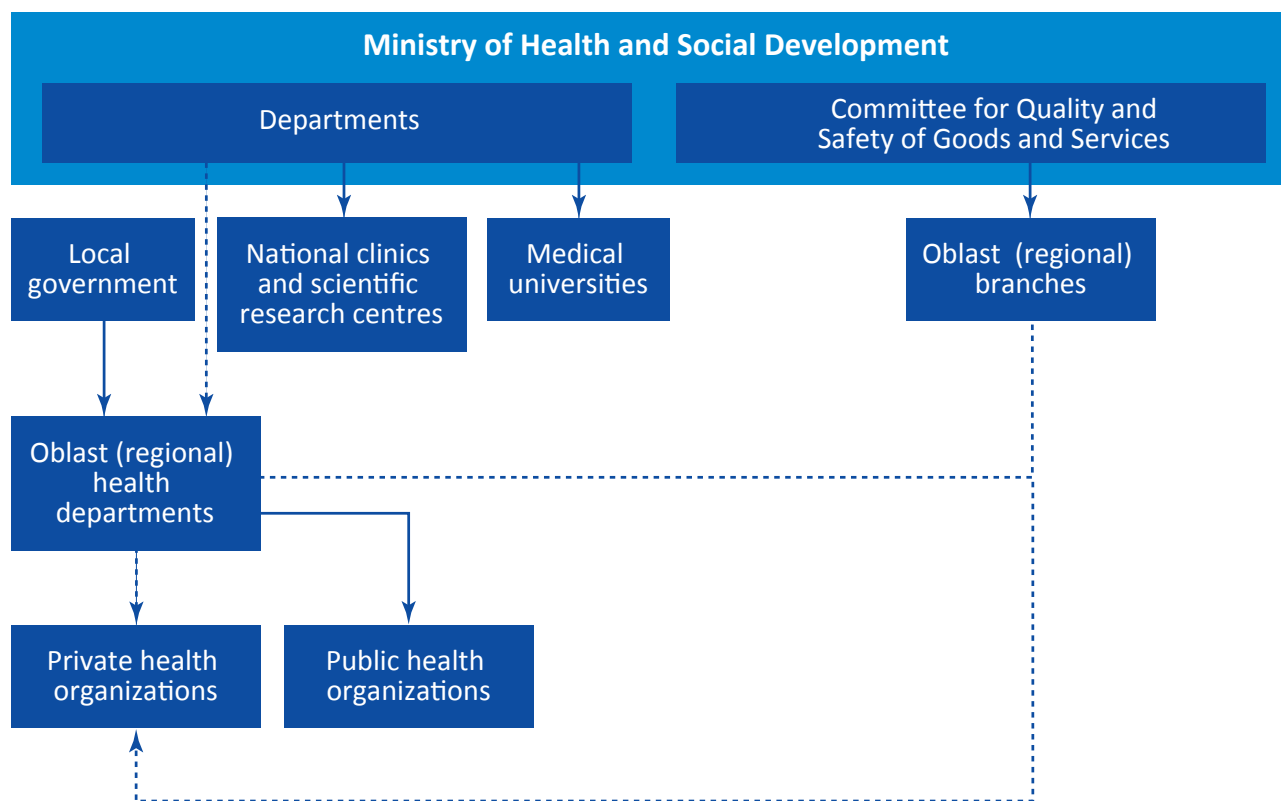 Ministry of Health and Social Development
Departments
Committee for Quality and
Safety of Goods and Services
Local
government
National clinics
and scientific
research centres
Medical
universities
Oblast (regional)
branches
Oblast (regional)
health
departments
Private health
organizations
Public health
organizations